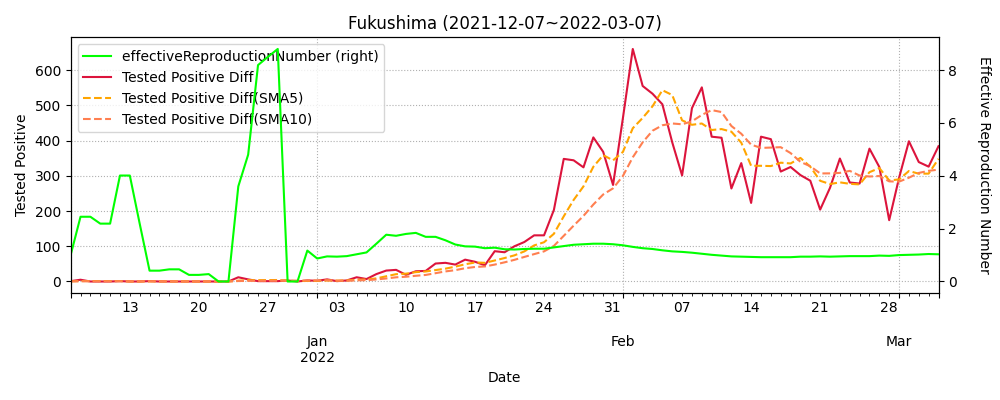 Fukushima (2021-12-07~2022-03-07)
effectiveReproductionNumber (right)
Tested Positive Diff
Tested Positive Diff(SMA5)
Tested Positive Diff(SMA10)
Tested Positive
600
500
400
300
200
100
0
8
6
4
2
0
Effective Reproduction Number
13 20 27 03 10 17 24 31 07 14 21 28
Jan Feb Mar
2022
Date